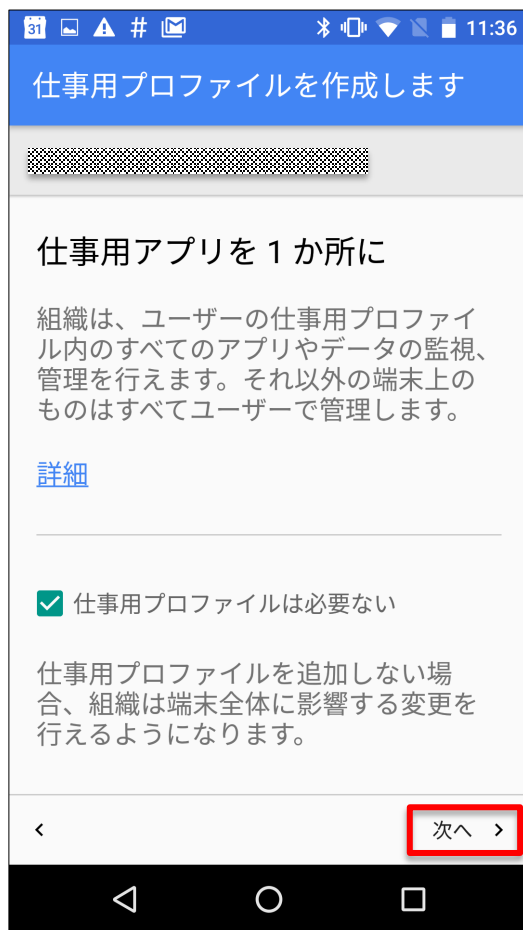 31 # 11:36
仕事用プロファイルを作成します
仕事用アプリを 1 か所に
組織は、ユーザーの仕事用プロファイ
ル内のすべてのアプリやデータの監視、
管理を行えます。それ以外の端末上の
ものはすべてユーザーで管理します。
詳細
仕事用プロファイルは必要ない
仕事用プロファイルを追加しない場
合、組織は端末全体に影響する変更を
行えるようになります。
次へ